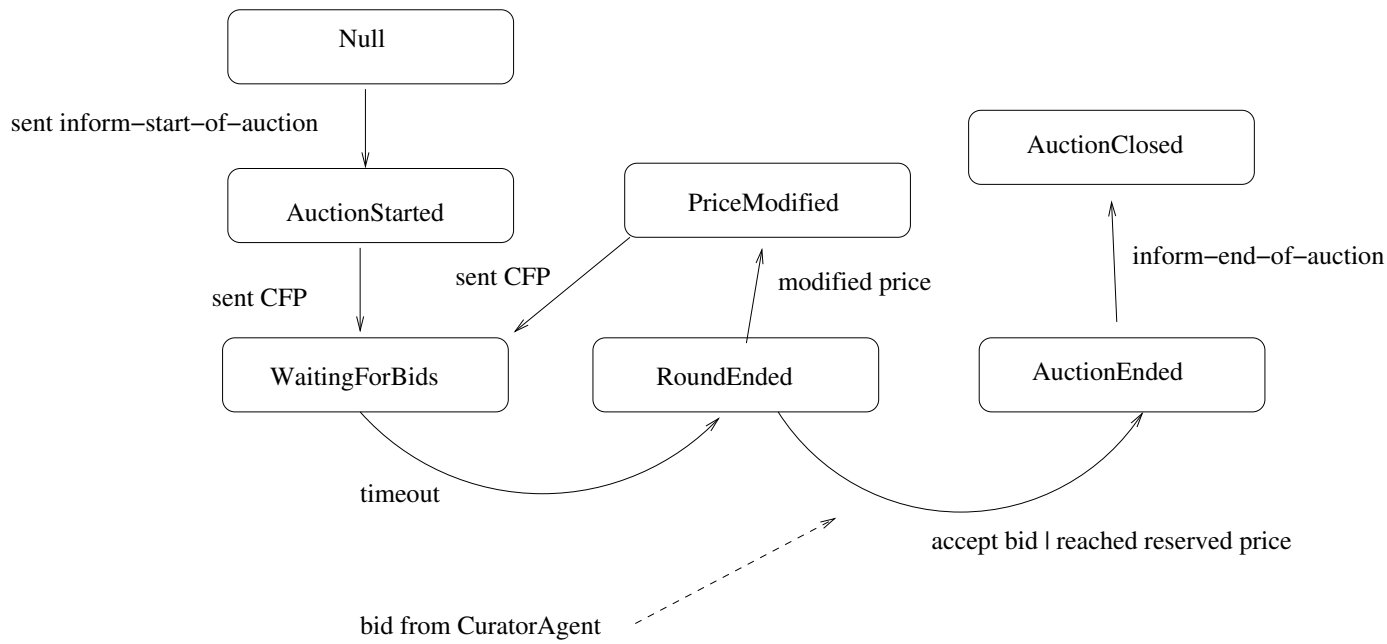 Null
sent inform−start−of−auction
AuctionClosed
AuctionStarted
PriceModified
sent CFP
sent CFP
modified price
inform−end−of−auction
WaitingForBids
RoundEnded
AuctionEnded
timeout
accept bid | reached reserved price
bid from CuratorAgent